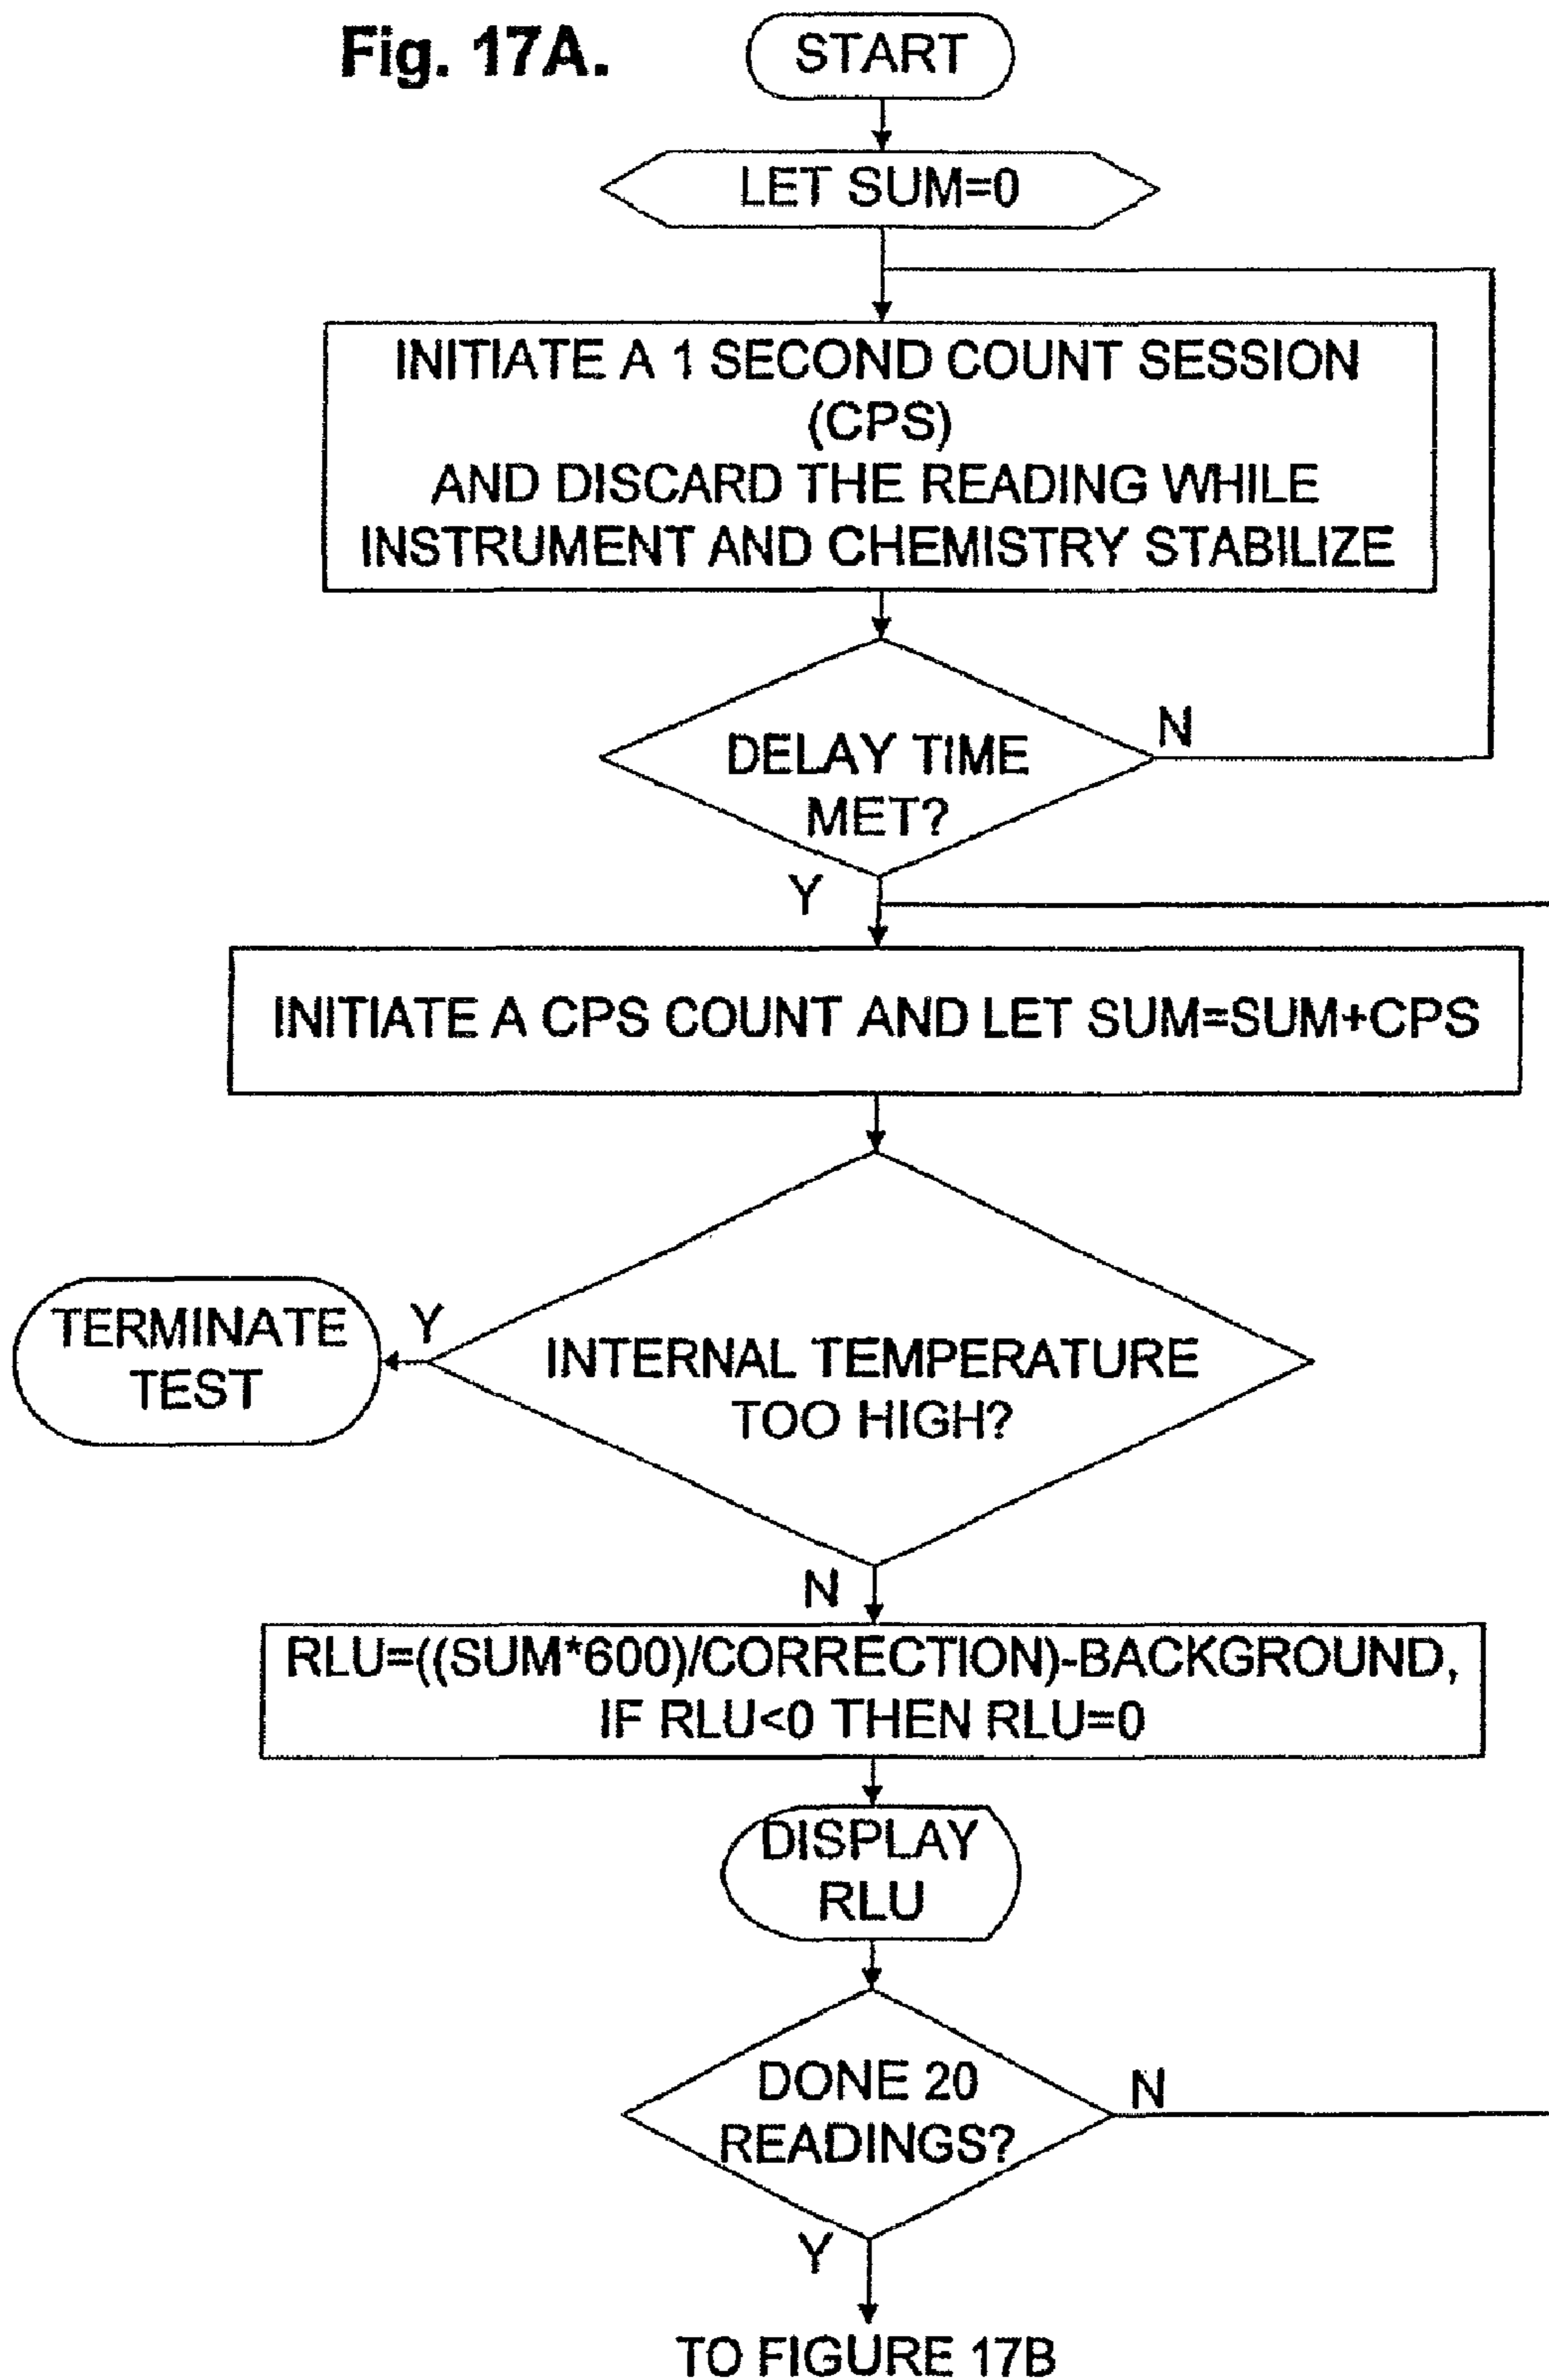 Fig. 17A.
START
LET SUM=0
INITIATE A 1 SECOND COUNT SESSION
(CPS)
AND DISCARD THE READING WHILE
INSTRUMENT AND CHEMISTRY STABILIZE
DELAY TIME
MET?
N
Y
INITIATE A CPS COUNT AND LET SUM=SUM+CPS
TERMINATE
TEST
Y
INTERNAL TEMPERATURE
TOO HIGH?
N
RLU=((SUM*600)/CORRECTION)-BACKGROUND,
IF RLU<0 THEN RLU=0
DISPLAY
RLU
DONE 20
READINGS?
N
Y
TO FIGURE 17B